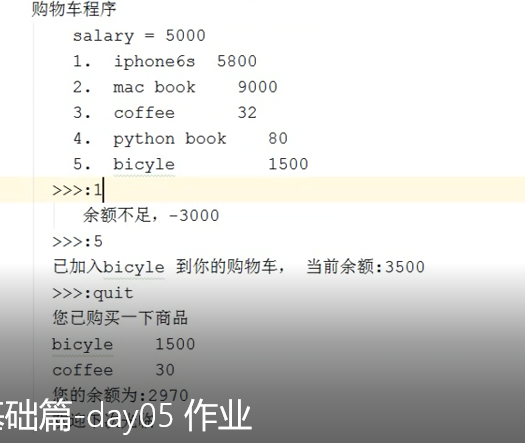 购物车程序
salary = 5000
1. iphone6s 5800
2. mac book 9000
3. coffee 32
4. python book 80
5. bicyle 1500
>>>:1
余额不足，-3000
>>>:5
已加入bicyle 到你的购物车， 当前余额:3500
>>>:quit
您已购买一下商品
bicyle 1500
coffee 30
您的余额为:2970
基础篇-day05 作业